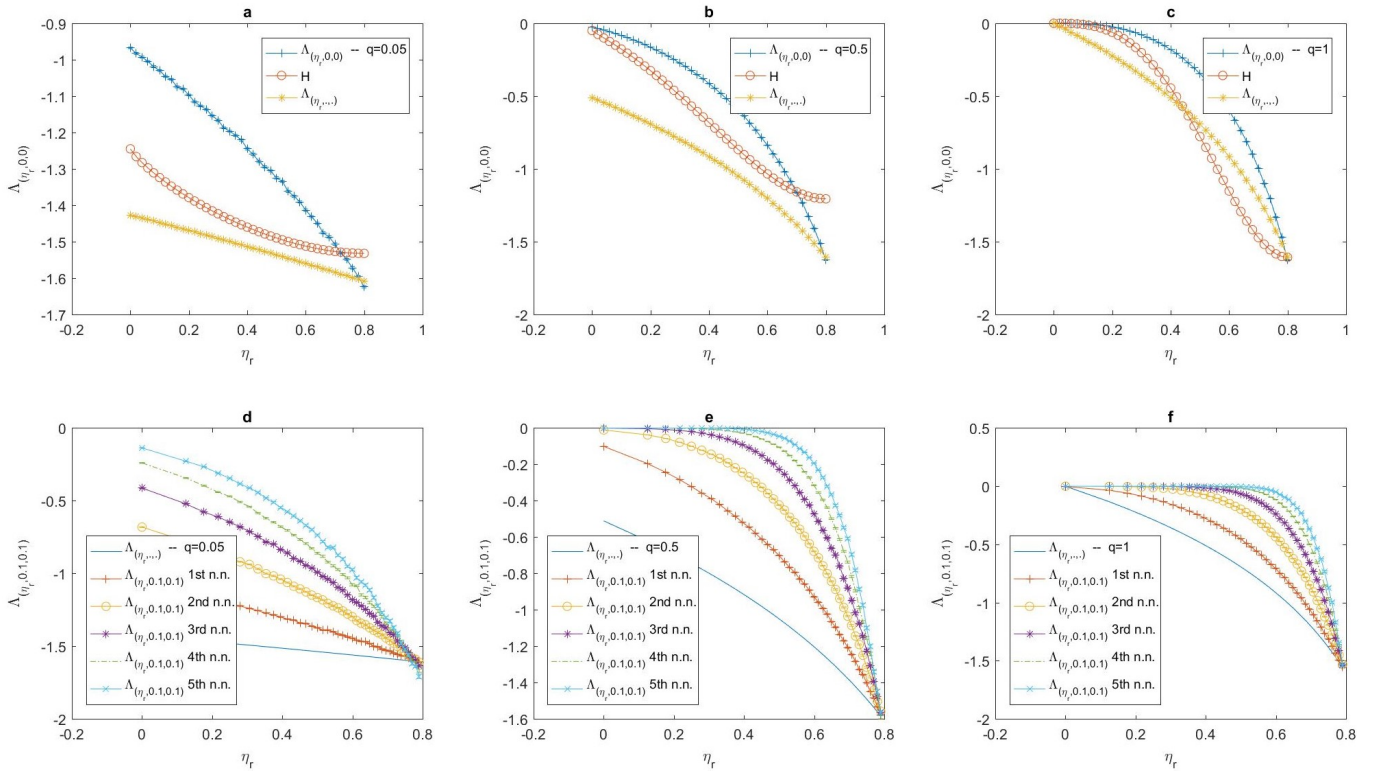 a
-0.9
-1
-1.1
-1.2
-1.3
-1.4
-1.5
-1.6
-1.7
-0.2
0
0.2
0.4
0.6
0.8
1
η_r
Λ_(η_r,0,0)
Λ_(η_r,0,0) -- q=0.05
H
Λ_(η_r,.,.)
b
0
-0.5
-1
-1.5
-2
-0.2
0
0.2
0.4
0.6
0.8
1
η_r
Λ_(η_r,0,0)
Λ_(η_r,0,0) -- q=0.5
H
Λ_(η_r,.,.)
c
0
-0.5
-1
-1.5
-2
-0.2
0
0.2
0.4
0.6
0.8
1
η_r
Λ_(η_r,0,0)
Λ_(η_r,0,0) -- q=1
H
Λ_(η_r,.,.)
d
0
-0.5
-1
-1.5
-2
-0.2
0
0.2
0.4
0.6
0.8
η_r
Λ_(η_r,0.1,0.1)
Λ_(η_r,.,.) -- q=0.05
Λ_(η_r,0.1,0.1) 1st n.n.
Λ_(η_r,0.1,0.1) 2nd n.n.
Λ_(η_r,0.1,0.1) 3rd n.n.
Λ_(η_r,0.1,0.1) 4th n.n.
Λ_(η_r,0.1,0.1) 5th n.n.
e
0
-0.2
-0.4
-0.6
-0.8
-1
-1.2
-1.4
-1.6
-0.2
0
0.2
0.4
0.6
0.8
η_r
Λ_(η_r,0.1,0.1)
Λ_(η_r,.,.) -- q=0.5
Λ_(η_r,0.1,0.1) 1st n.n.
Λ_(η_r,0.1,0.1) 2nd n.n.
Λ_(η_r,0.1,0.1) 3rd n.n.
Λ_(η_r,0.1,0.1) 4th n.n.
Λ_(η_r,0.1,0.1) 5th n.n.
f
0.5
0
-0.5
-1
-1.5
-2
-0.2
0
0.2
0.4
0.6
0.8
η_r
Λ_(η_r,0.1,0.1)
Λ_(η_r,.,.) -- q=1
Λ_(η_r,0.1,0.1) 1st n.n.
Λ_(η_r,0.1,0.1) 2nd n.n.
Λ_(η_r,0.1,0.1) 3rd n.n.
Λ_(η_r,0.1,0.1) 4th n.n.
Λ_(η_r,0.1,0.1) 5th n.n.